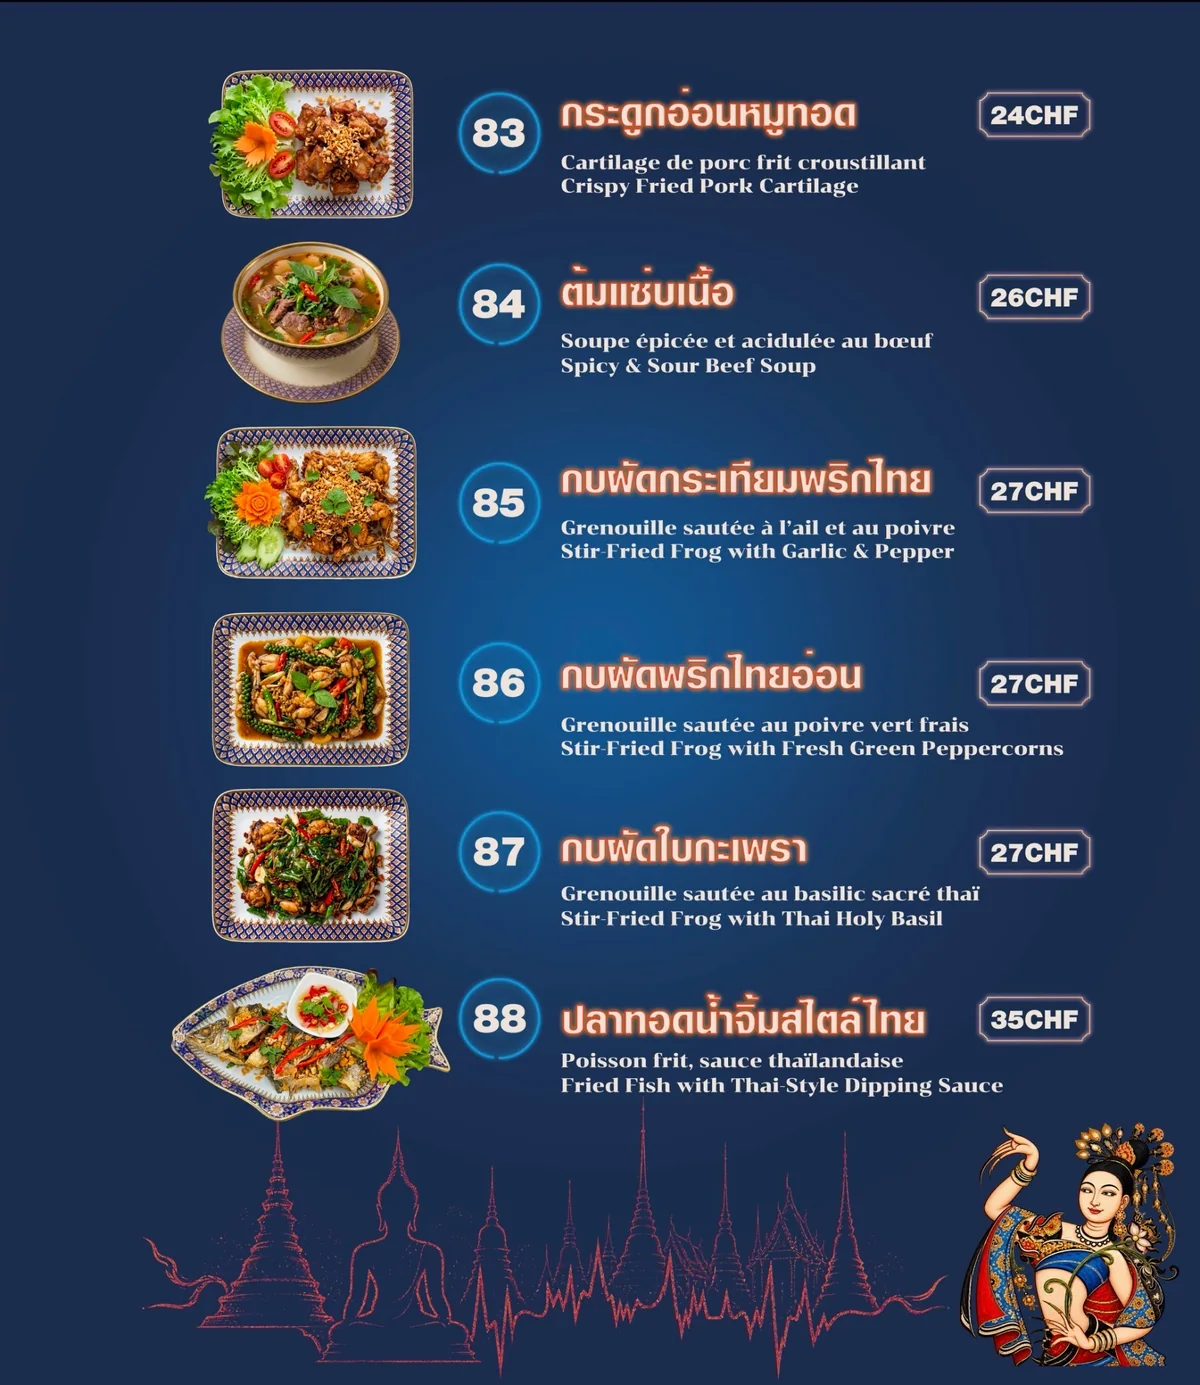 83
กระดูกอ่อนหมูทอด
24CHF
Cartilage de porc frit croustillant
Crispy Fried Pork Cartilage
84
ต้มแซ่บเนื้อ
26CHF
Soupe épicée et acidulée au bœuf
Spicy & Sour Beef Soup
85
กบผัดกระเทียมพริกไทย
27CHF
Grenouille sautée à l'ail et au poivre
Stir-Fried Frog with Garlic & Pepper
86
กบผัดพริกไทยอ่อน
27CHF
Grenouille sautée au poivre vert frais
Stir-Fried Frog with Fresh Green Peppercorns
87
กบผัดใบกะเพรา
27CHF
Grenouille sautée au basilic sacré thaï
Stir-Fried Frog with Thai Holy Basil
88
ปลาทอดน้ำจิ้มสไตล์ไทย
35CHF
Poisson frit, sauce thaïlandaise
Fried Fish with Thai-Style Dipping Sauce